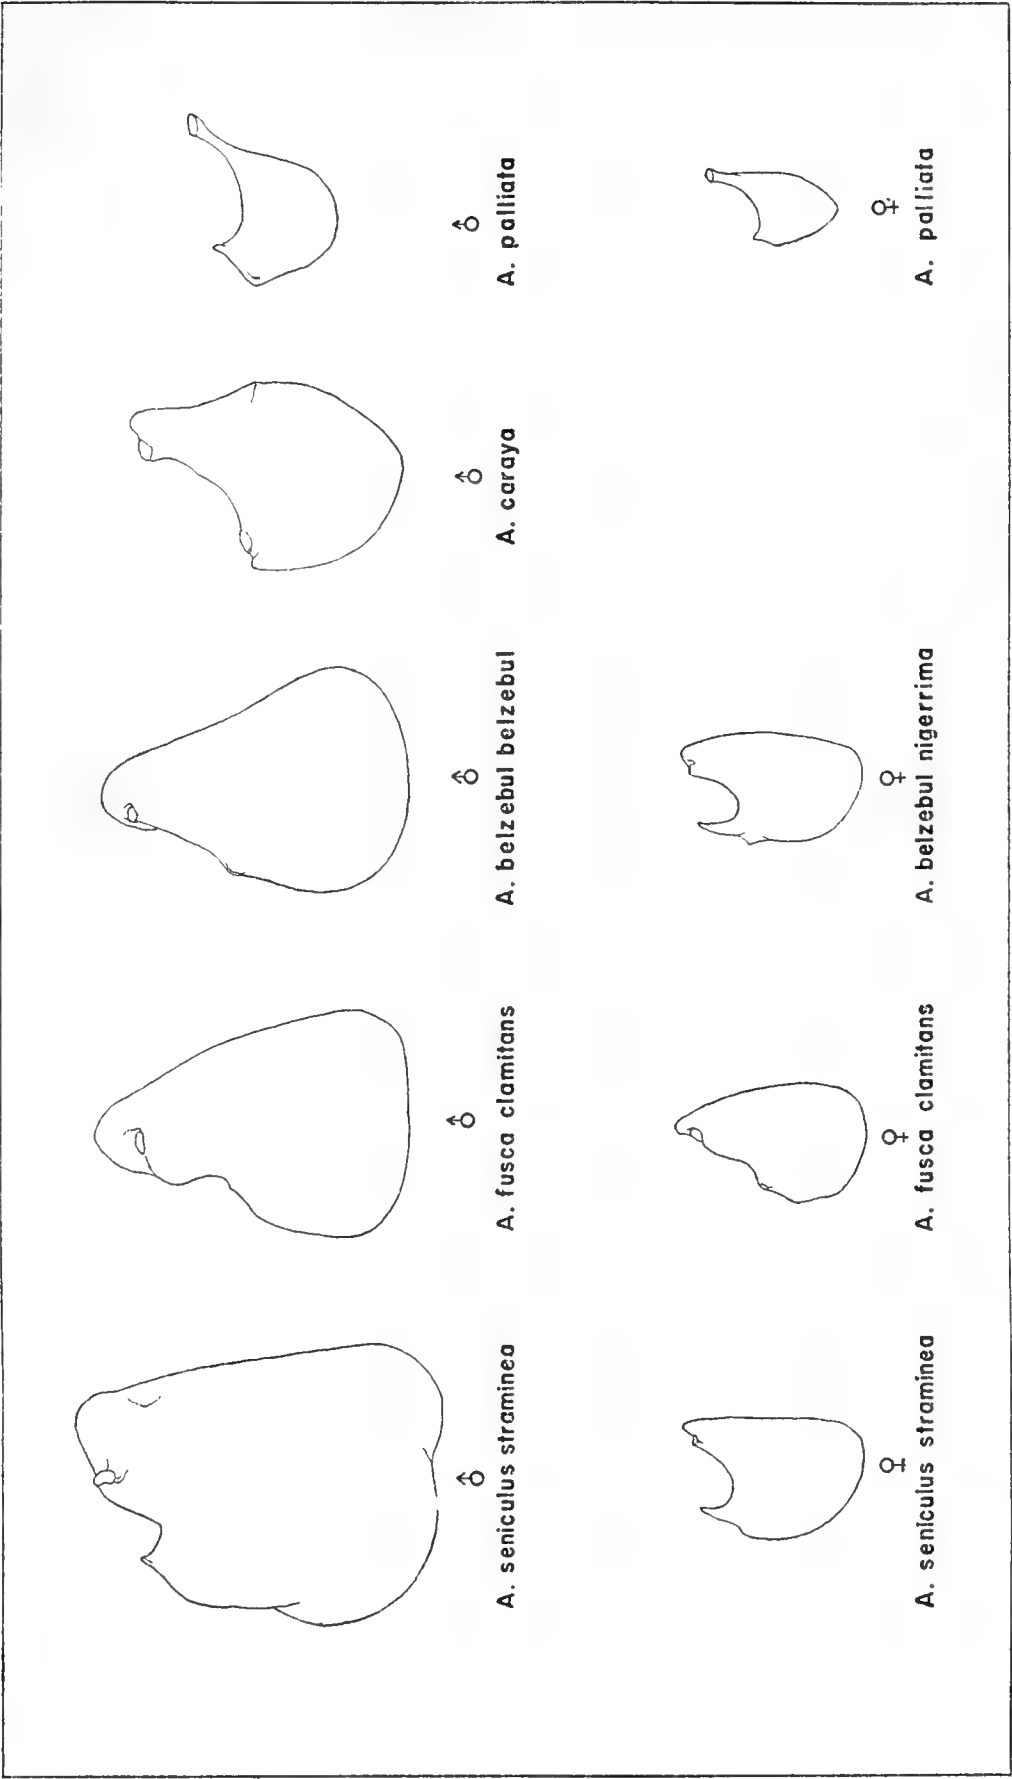 ♂
A. seniculus straminea
♂
A. fusca clamitans
♂
A. belzebul belzebul
♂
A. caraya
♂
A. palliata
♀
A. seniculus straminea
♀
A. fusca clamitans
♀
A. belzebul nigerrima
♀
A. palliata